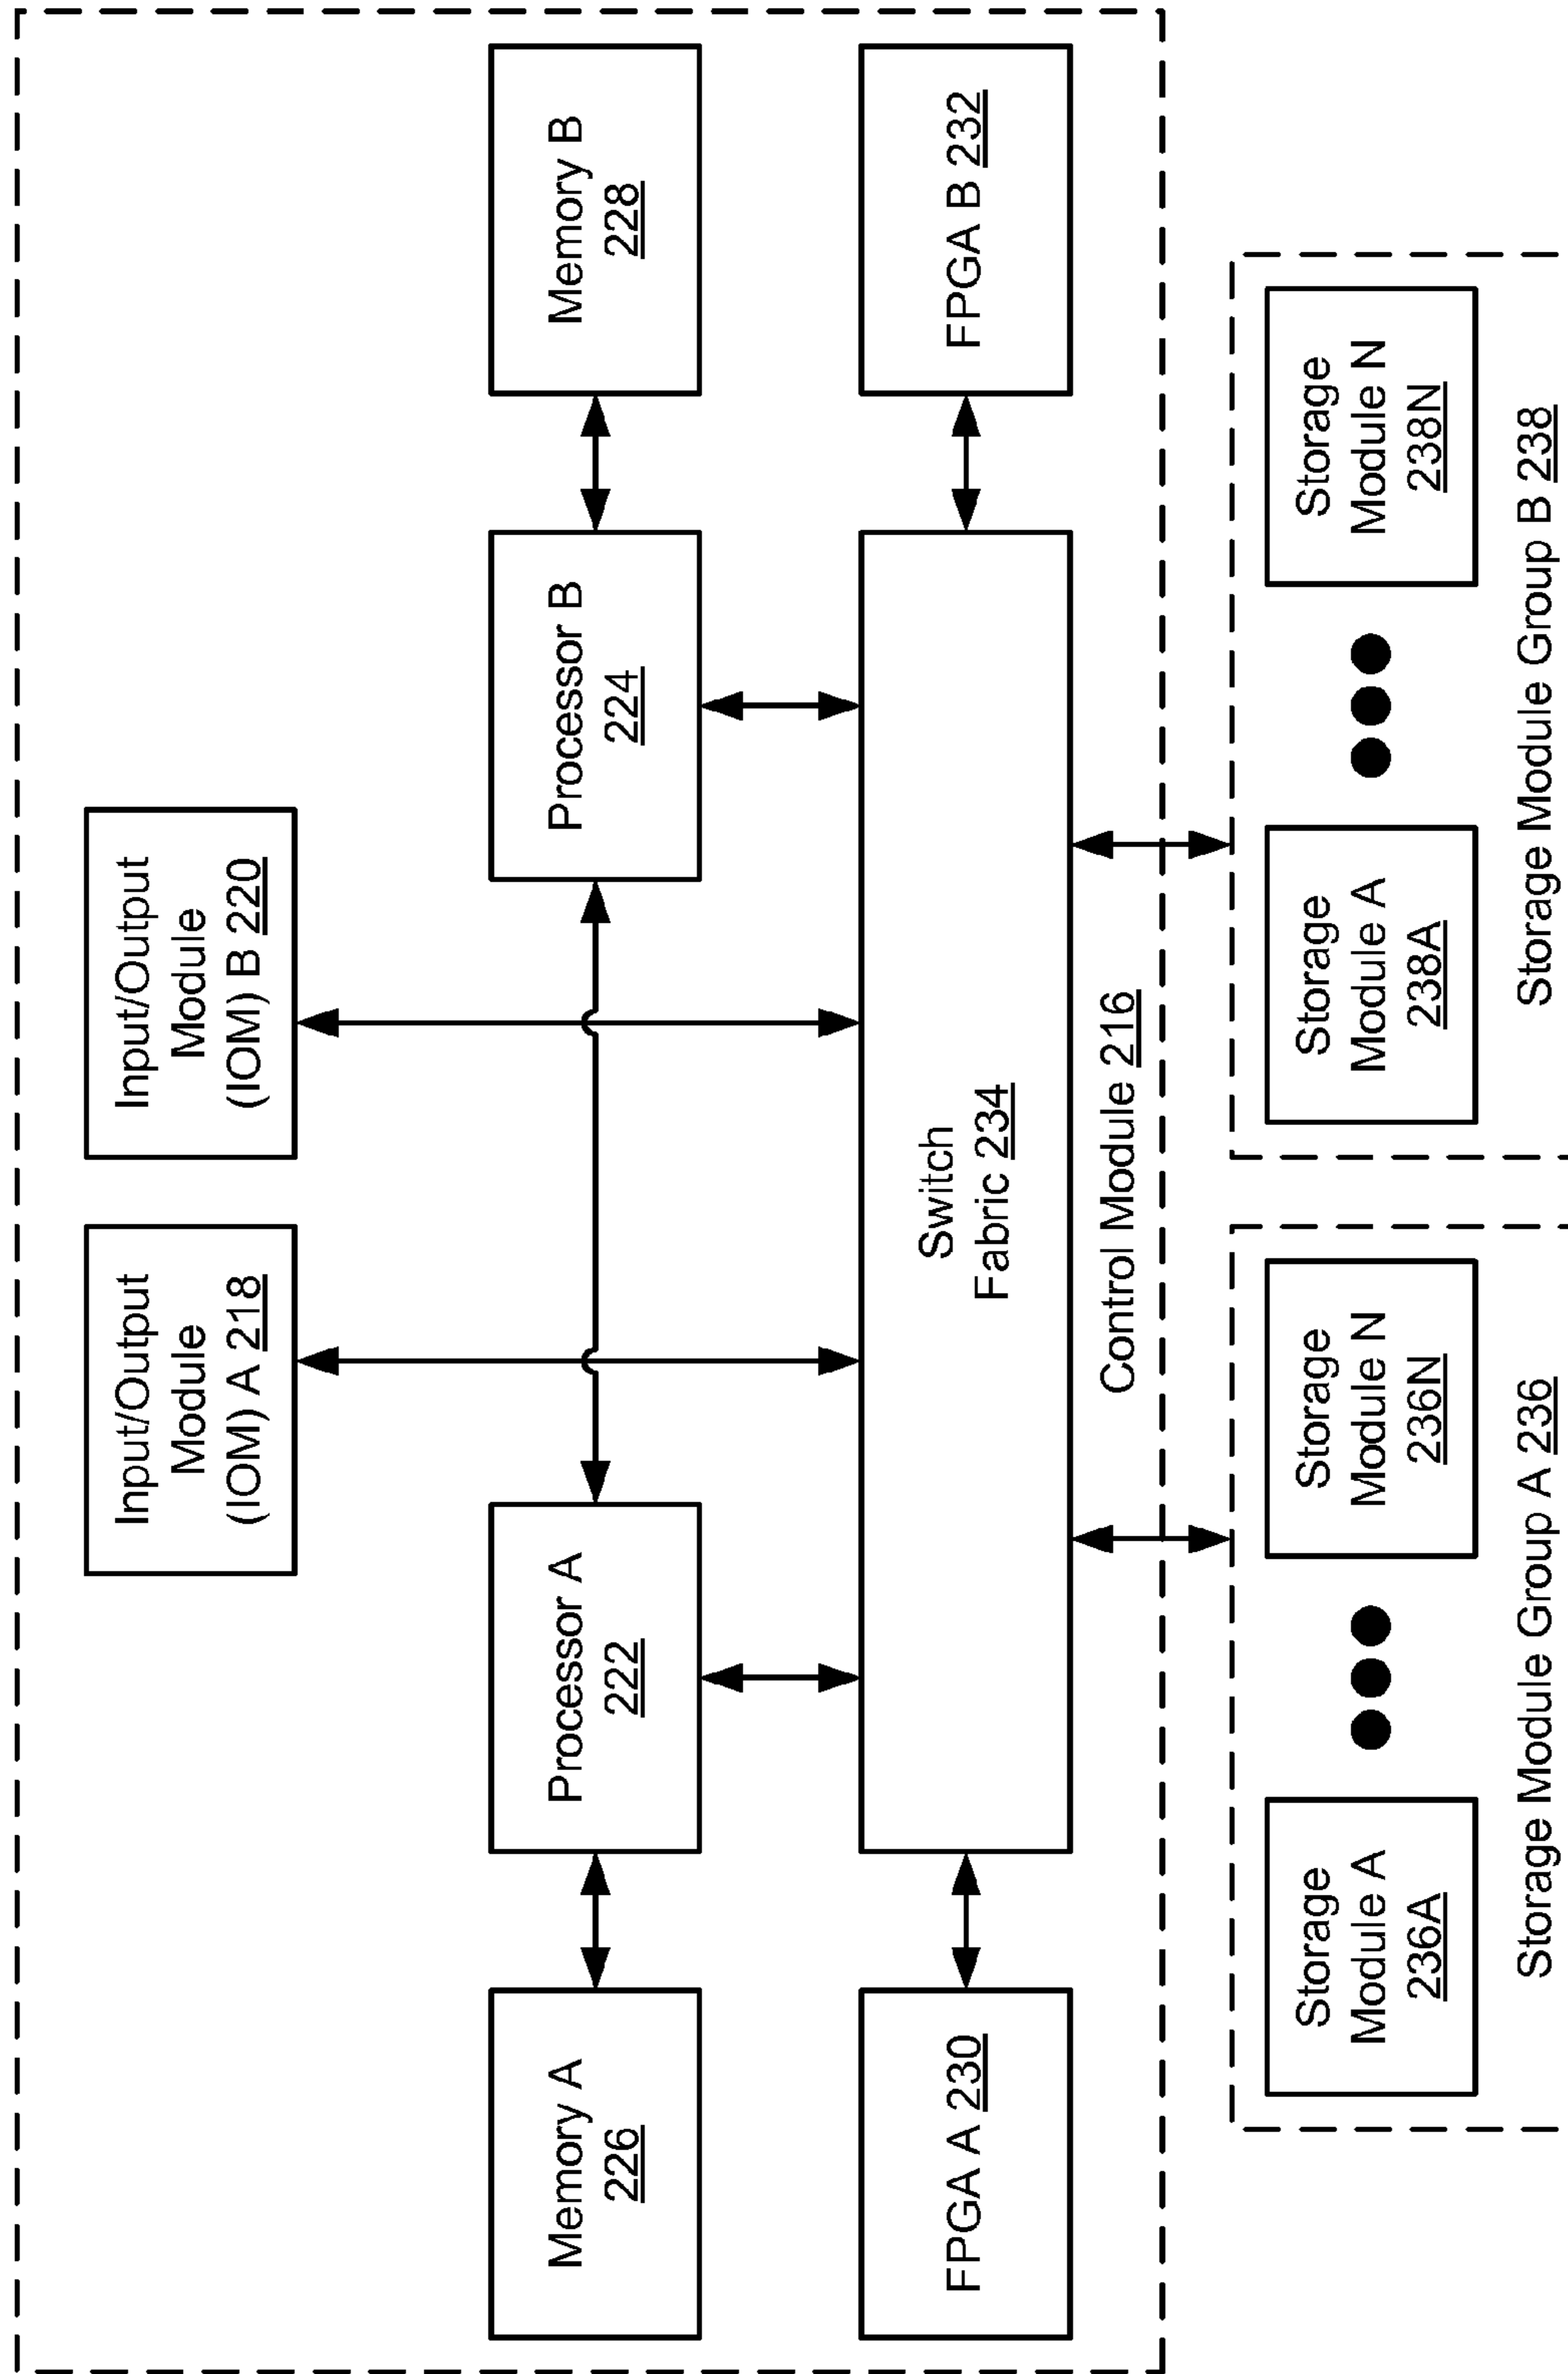 Input/Output
Module
(IOM) A 218
Input/Output
Module
(IOM) B 220
Memory A
226
Processor A
222
Processor B
224
Memory B
228
FPGA A 230
Switch
Fabric 234
FPGA B 232
Control Module 216
Storage
Module A
236A
Storage
Module N
236N
Storage Module Group A 236
Storage
Module A
238A
Storage
Module N
238N
Storage Module Group B 238